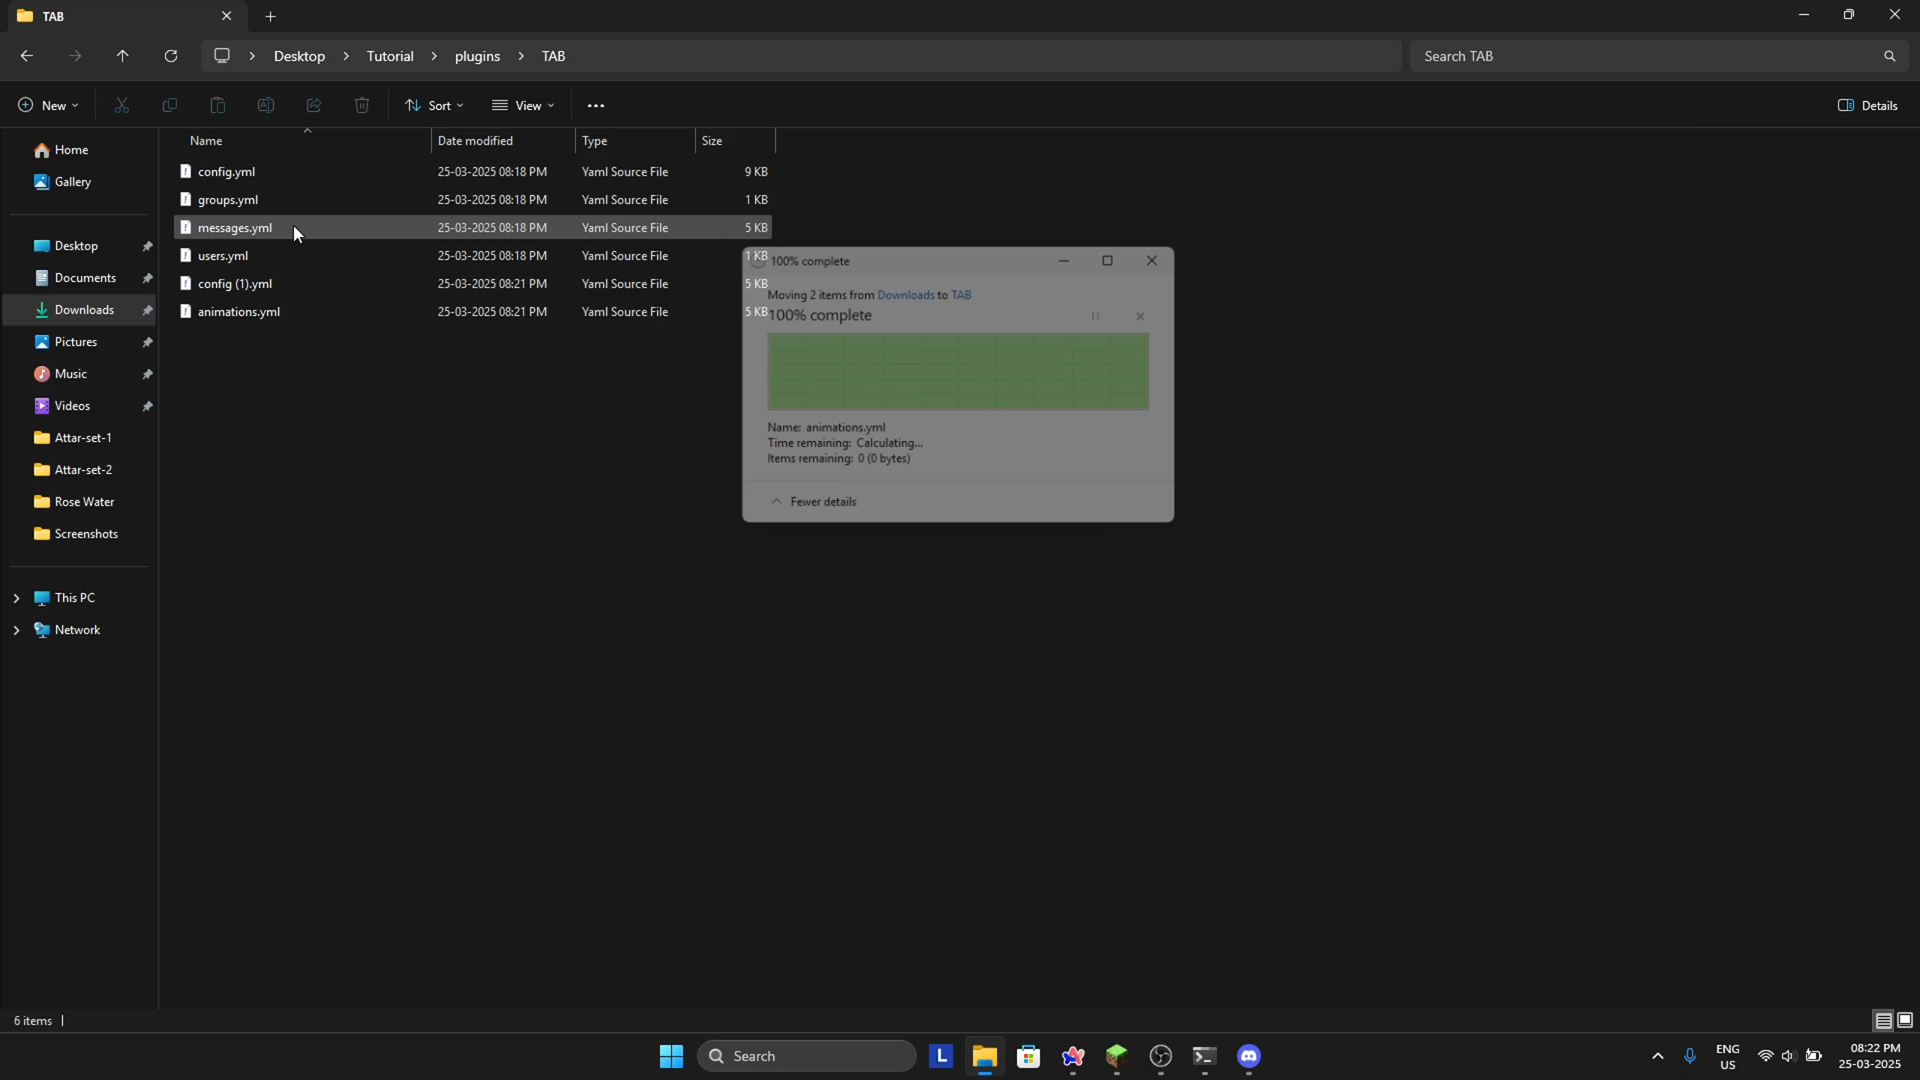 TAB
Desktop > Tutorial > plugins > TAB
Search TAB
New
Sort
View
Details
Name Date modified Type Size
config.yml 25-03-2025 08:18 PM Yaml Source File 9 KB
groups.yml 25-03-2025 08:18 PM Yaml Source File 1 KB
messages.yml 25-03-2025 08:18 PM Yaml Source File 5 KB
users.yml 25-03-2025 08:18 PM Yaml Source File 1 KB
config (1).yml 25-03-2025 08:21 PM Yaml Source File 5 KB
animations.yml 25-03-2025 08:21 PM Yaml Source File 5 KB
Home
Gallery
Desktop
Documents
Downloads
Pictures
Music
Videos
Attar-set-1
Attar-set-2
Rose Water
Screenshots
This PC
Network
100% complete
Moving 2 items from Downloads to TAB
100% complete
Name: animations.yml
Time remaining: Calculating...
Items remaining: 0 (0 bytes)
Fewer details
6 items
Search
L
ENG
US
08:22 PM
25-03-2025